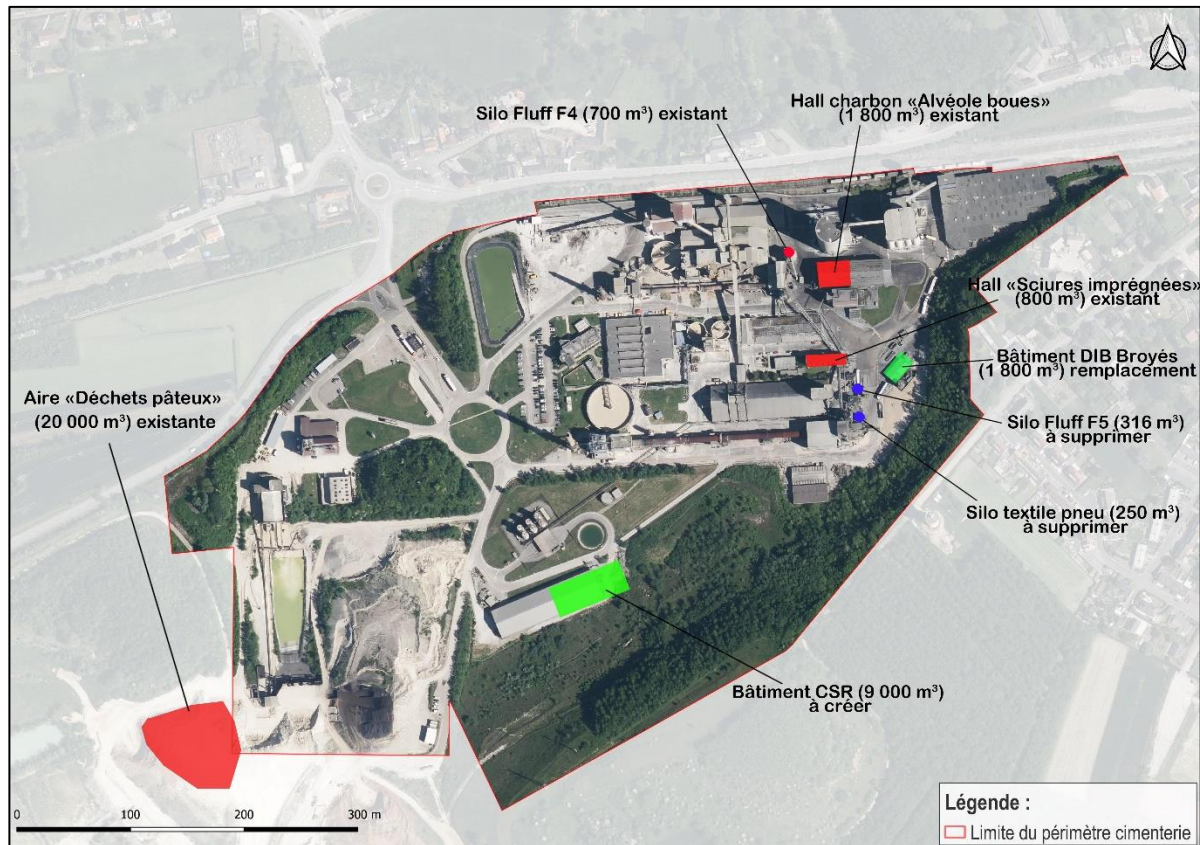 Silo Fluff F4 (700 m³) existant
Hall charbon «Alvéole boues»
(1 800 m³) existant
Hall «Sciures imprégnées»
(800 m³) existant
Bâtiment DIB Broyés
(1 800 m³) remplacement
Aire «Déchets pâteux»
(20 000 m³) existante
Silo Fluff F5 (316 m³)
à supprimer
Silo textile pneu (250 m³)
à supprimer
Bâtiment CSR (9 000 m³)
à créer
0 100 200 300 m
Légende :
Limite du périmètre cimenterie